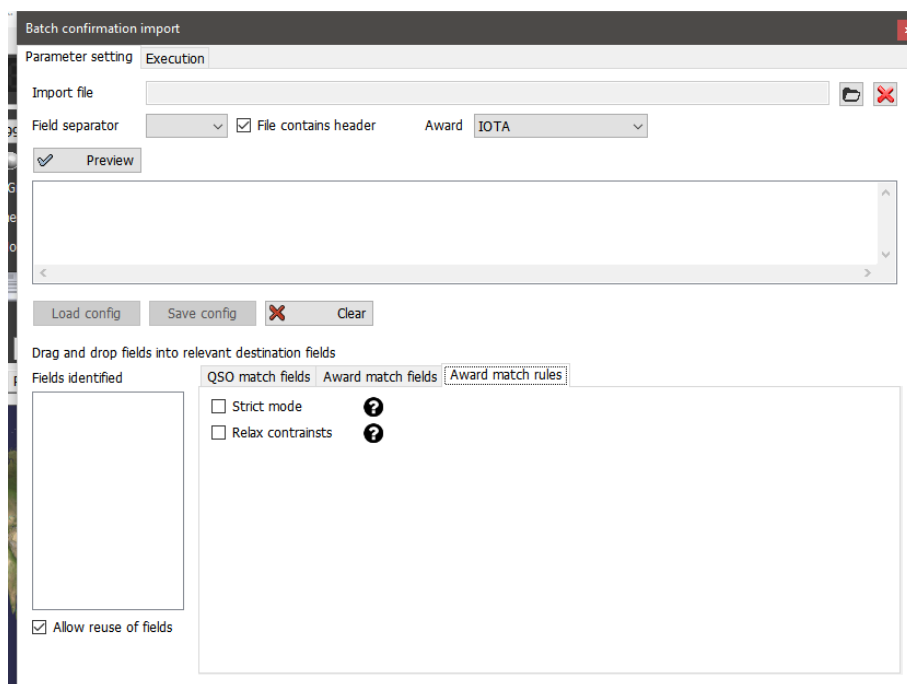 Batch confirmation import
Parameter setting Execution
Import file
Field separator File contains header Award IOTA
Preview
Load config Save config Clear
Drag and drop fields into relevant destination fields
Fields identified QSO match fields Award match fields Award match rules
Strict mode ?
Relax contrainsts ?
Allow reuse of fields